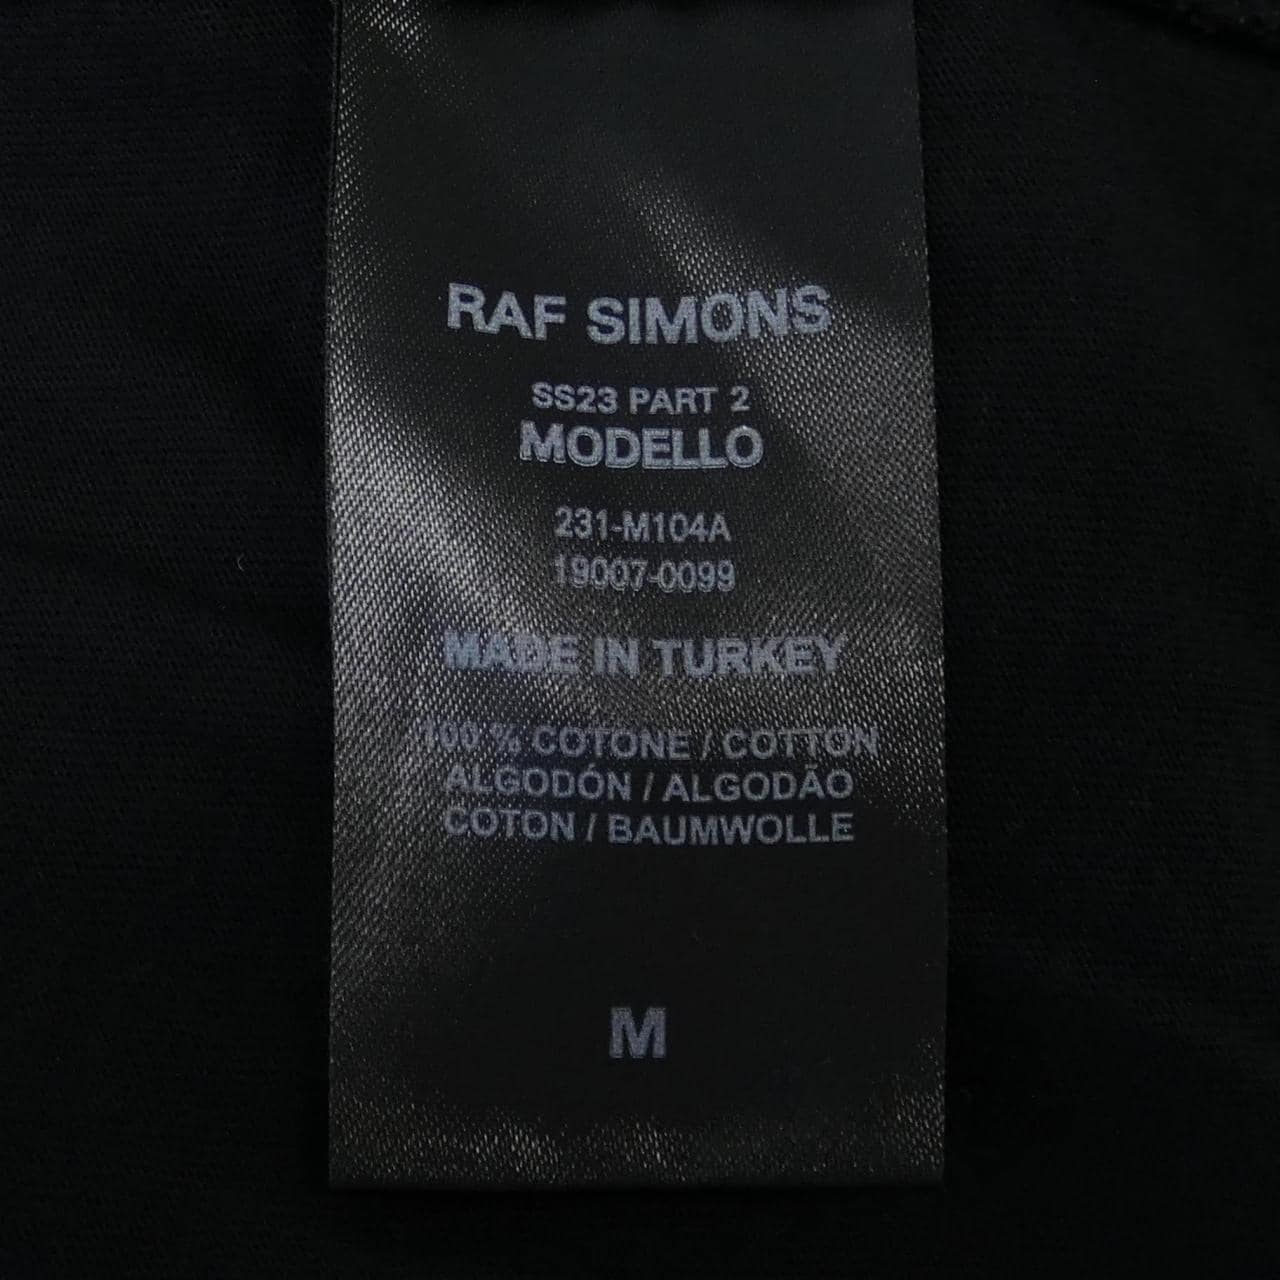 RAF SIMONS
SS23 PART 2
MODELLO
231-M104A
19007-0099
MADE IN TURKEY
100 % COTONE / COTTON
ALGODÓN / ALGODÃO
COTON / BAUMWOLLE
M